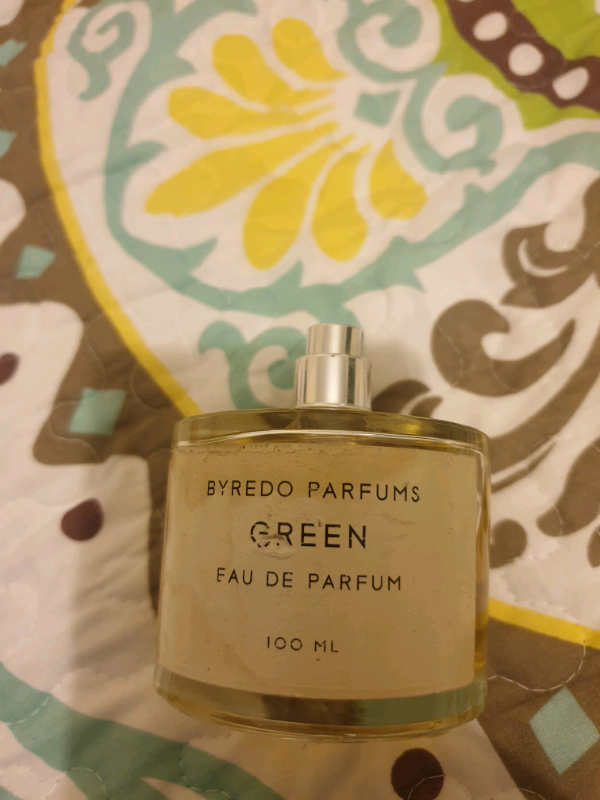 BYREDO PARFUMS
GREEN
EAU DE PARFUM
100 ML